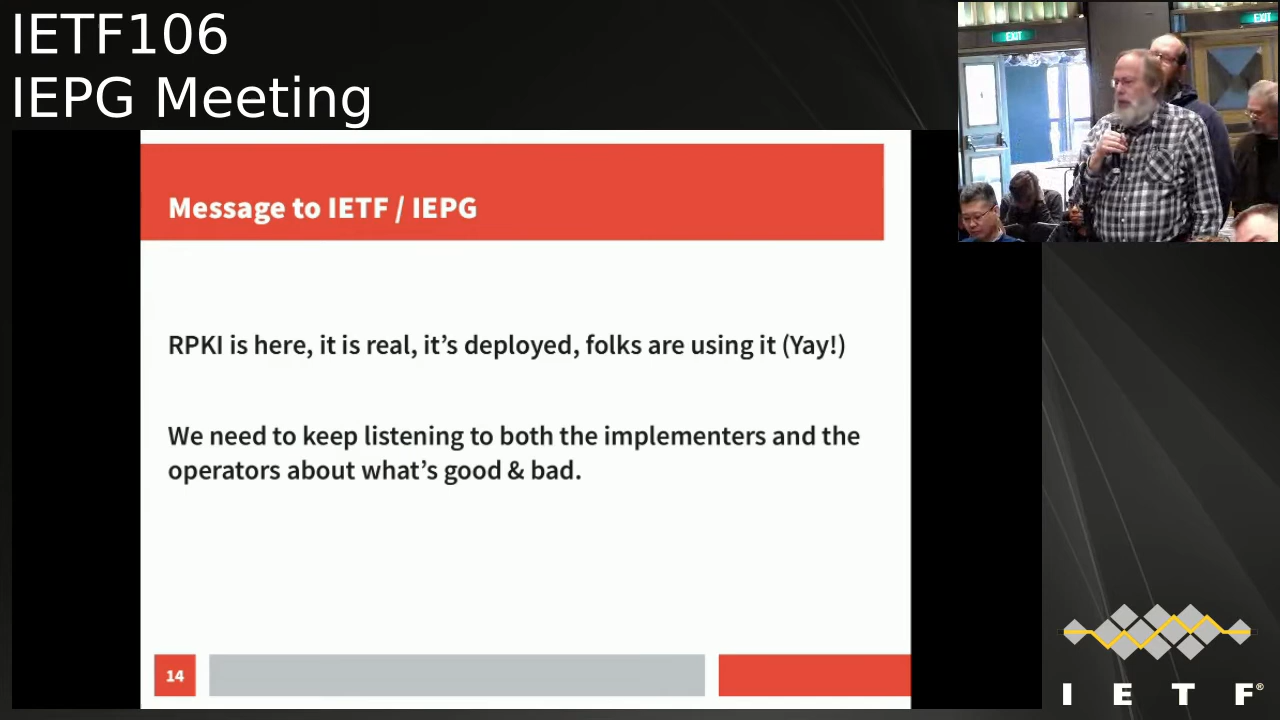 IETF106
IEPG Meeting
EXIT
EXIT
Message to IETF / IEPG
RPKI is here, it is real, it’s deployed, folks are using it (Yay!)
We need to keep listening to both the implementers and the
operators about what’s good & bad.
14
I E T F®